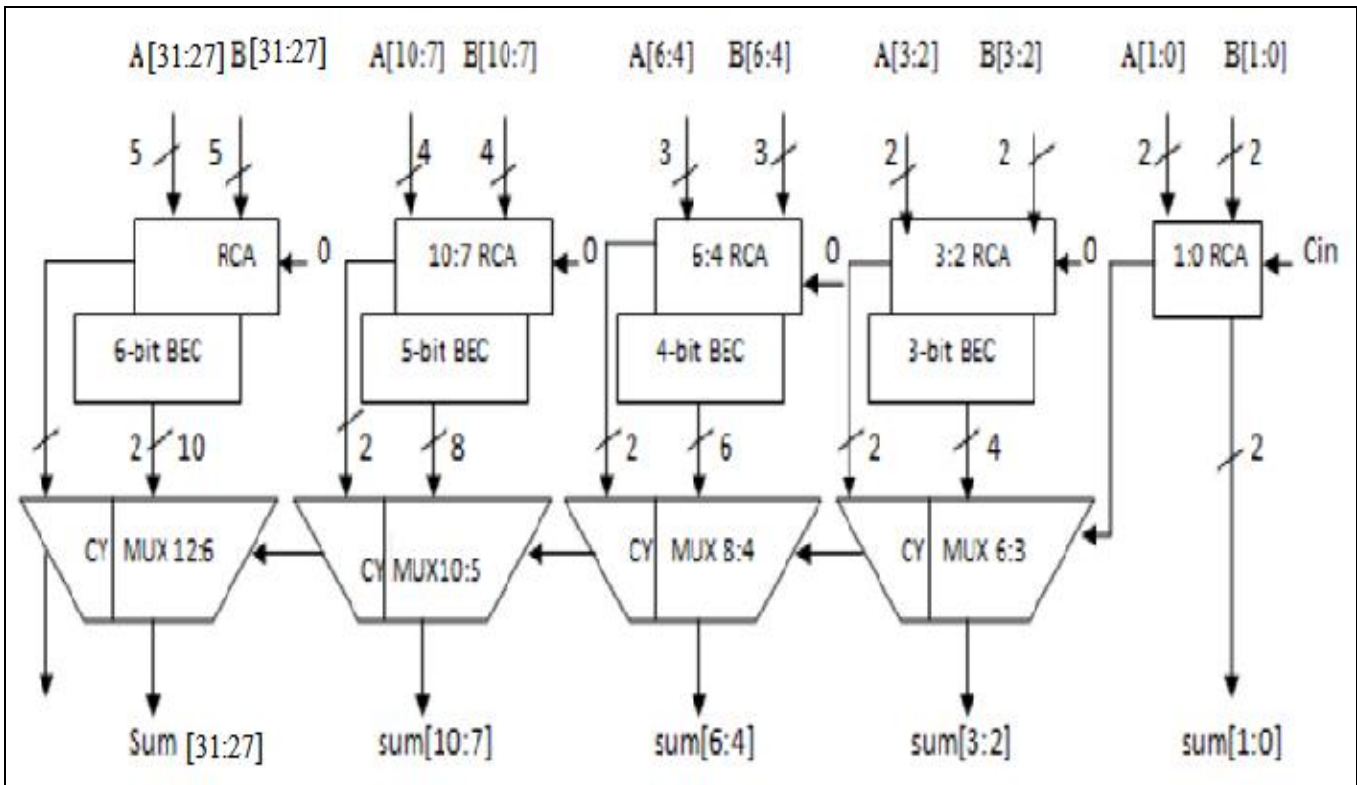 A[31:27] B[31:27] A[10:7] B[10:7] A[6:4] B[6:4] A[3:2] B[3:2] A[1:0] B[1:0]
5 5 4 4 3 3 2 2 2 2
RCA 0 10:7 RCA 0 6:4 RCA 0 3:2 RCA 0 1:0 RCA Cin
6-bit BEC 5-bit BEC 4-bit BEC 3-bit BEC
2 10 2 8 2 6 2 4 2
CY MUX 12:6 CY MUX10:5 CY MUX 8:4 CY MUX 6:3
Sum [31:27] sum[10:7] sum[6:4] sum[3:2] sum[1:0]